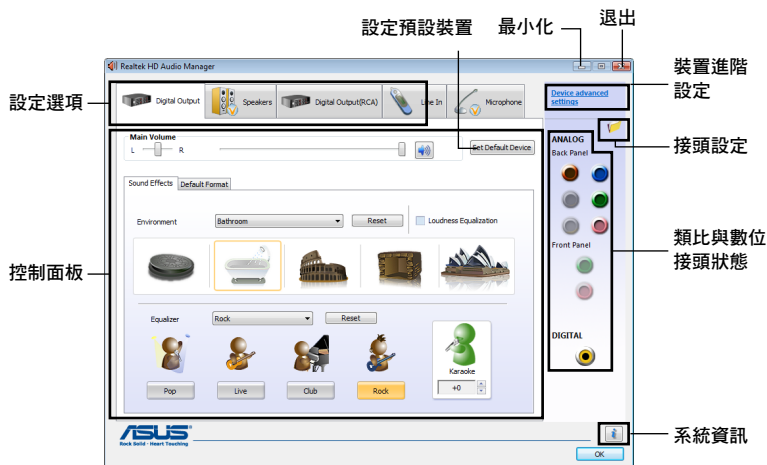 設定預設裝置
最小化
退出
Realtek HD Audio Manager
裝置進階
設定
設定選項
Digital Output
Speakers
Digital Output(RCA)
Line In
Microphone
Device advanced
settings
接頭設定
Main Volume
L
R
Set Default Device
ANALOG
Back Panel
Sound Effects
Default Format
Environment
Bathroom
Reset
Loudness Equalization
Front Panel
類比與數位
接頭狀態
控制面板
Equalizer
Rock
Reset
DIGITAL
Karaoke
Pop
Live
Club
Rock
+0
ASUS
Rock Solid · Heart Touching
i
系統資訊
OK